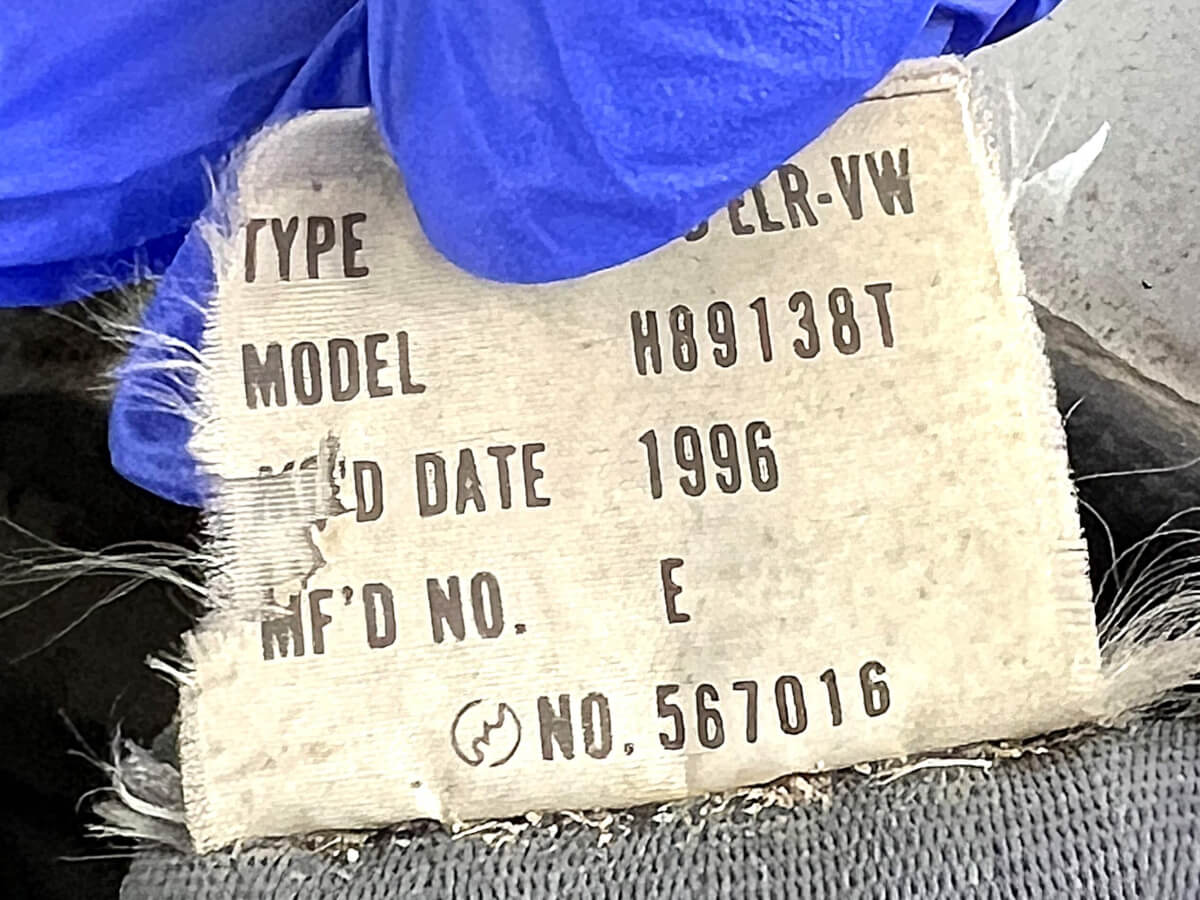 TYPE ELR-VW
MODEL H89138T
DATE 1996
MF'D NO. E
NO. 567016